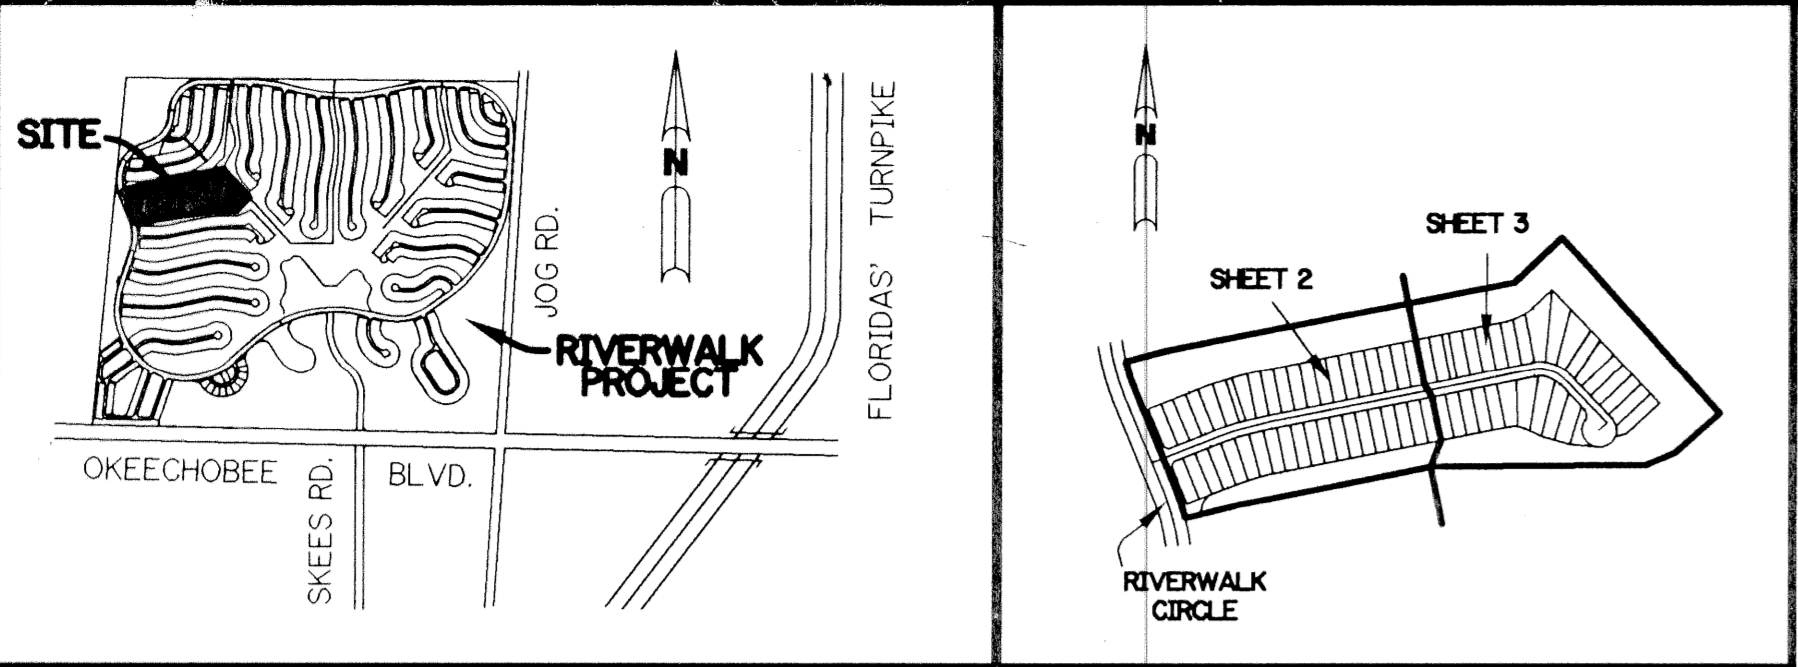 SITE
N
JOG RD.
FLORIDAS' TURNPIKE
RIVERWALK
PROJECT
OKEECHOBEE
BLVD.
SKEES RD.
N
SHEET 3
SHEET 2
RIVERWALK
CIRCLE